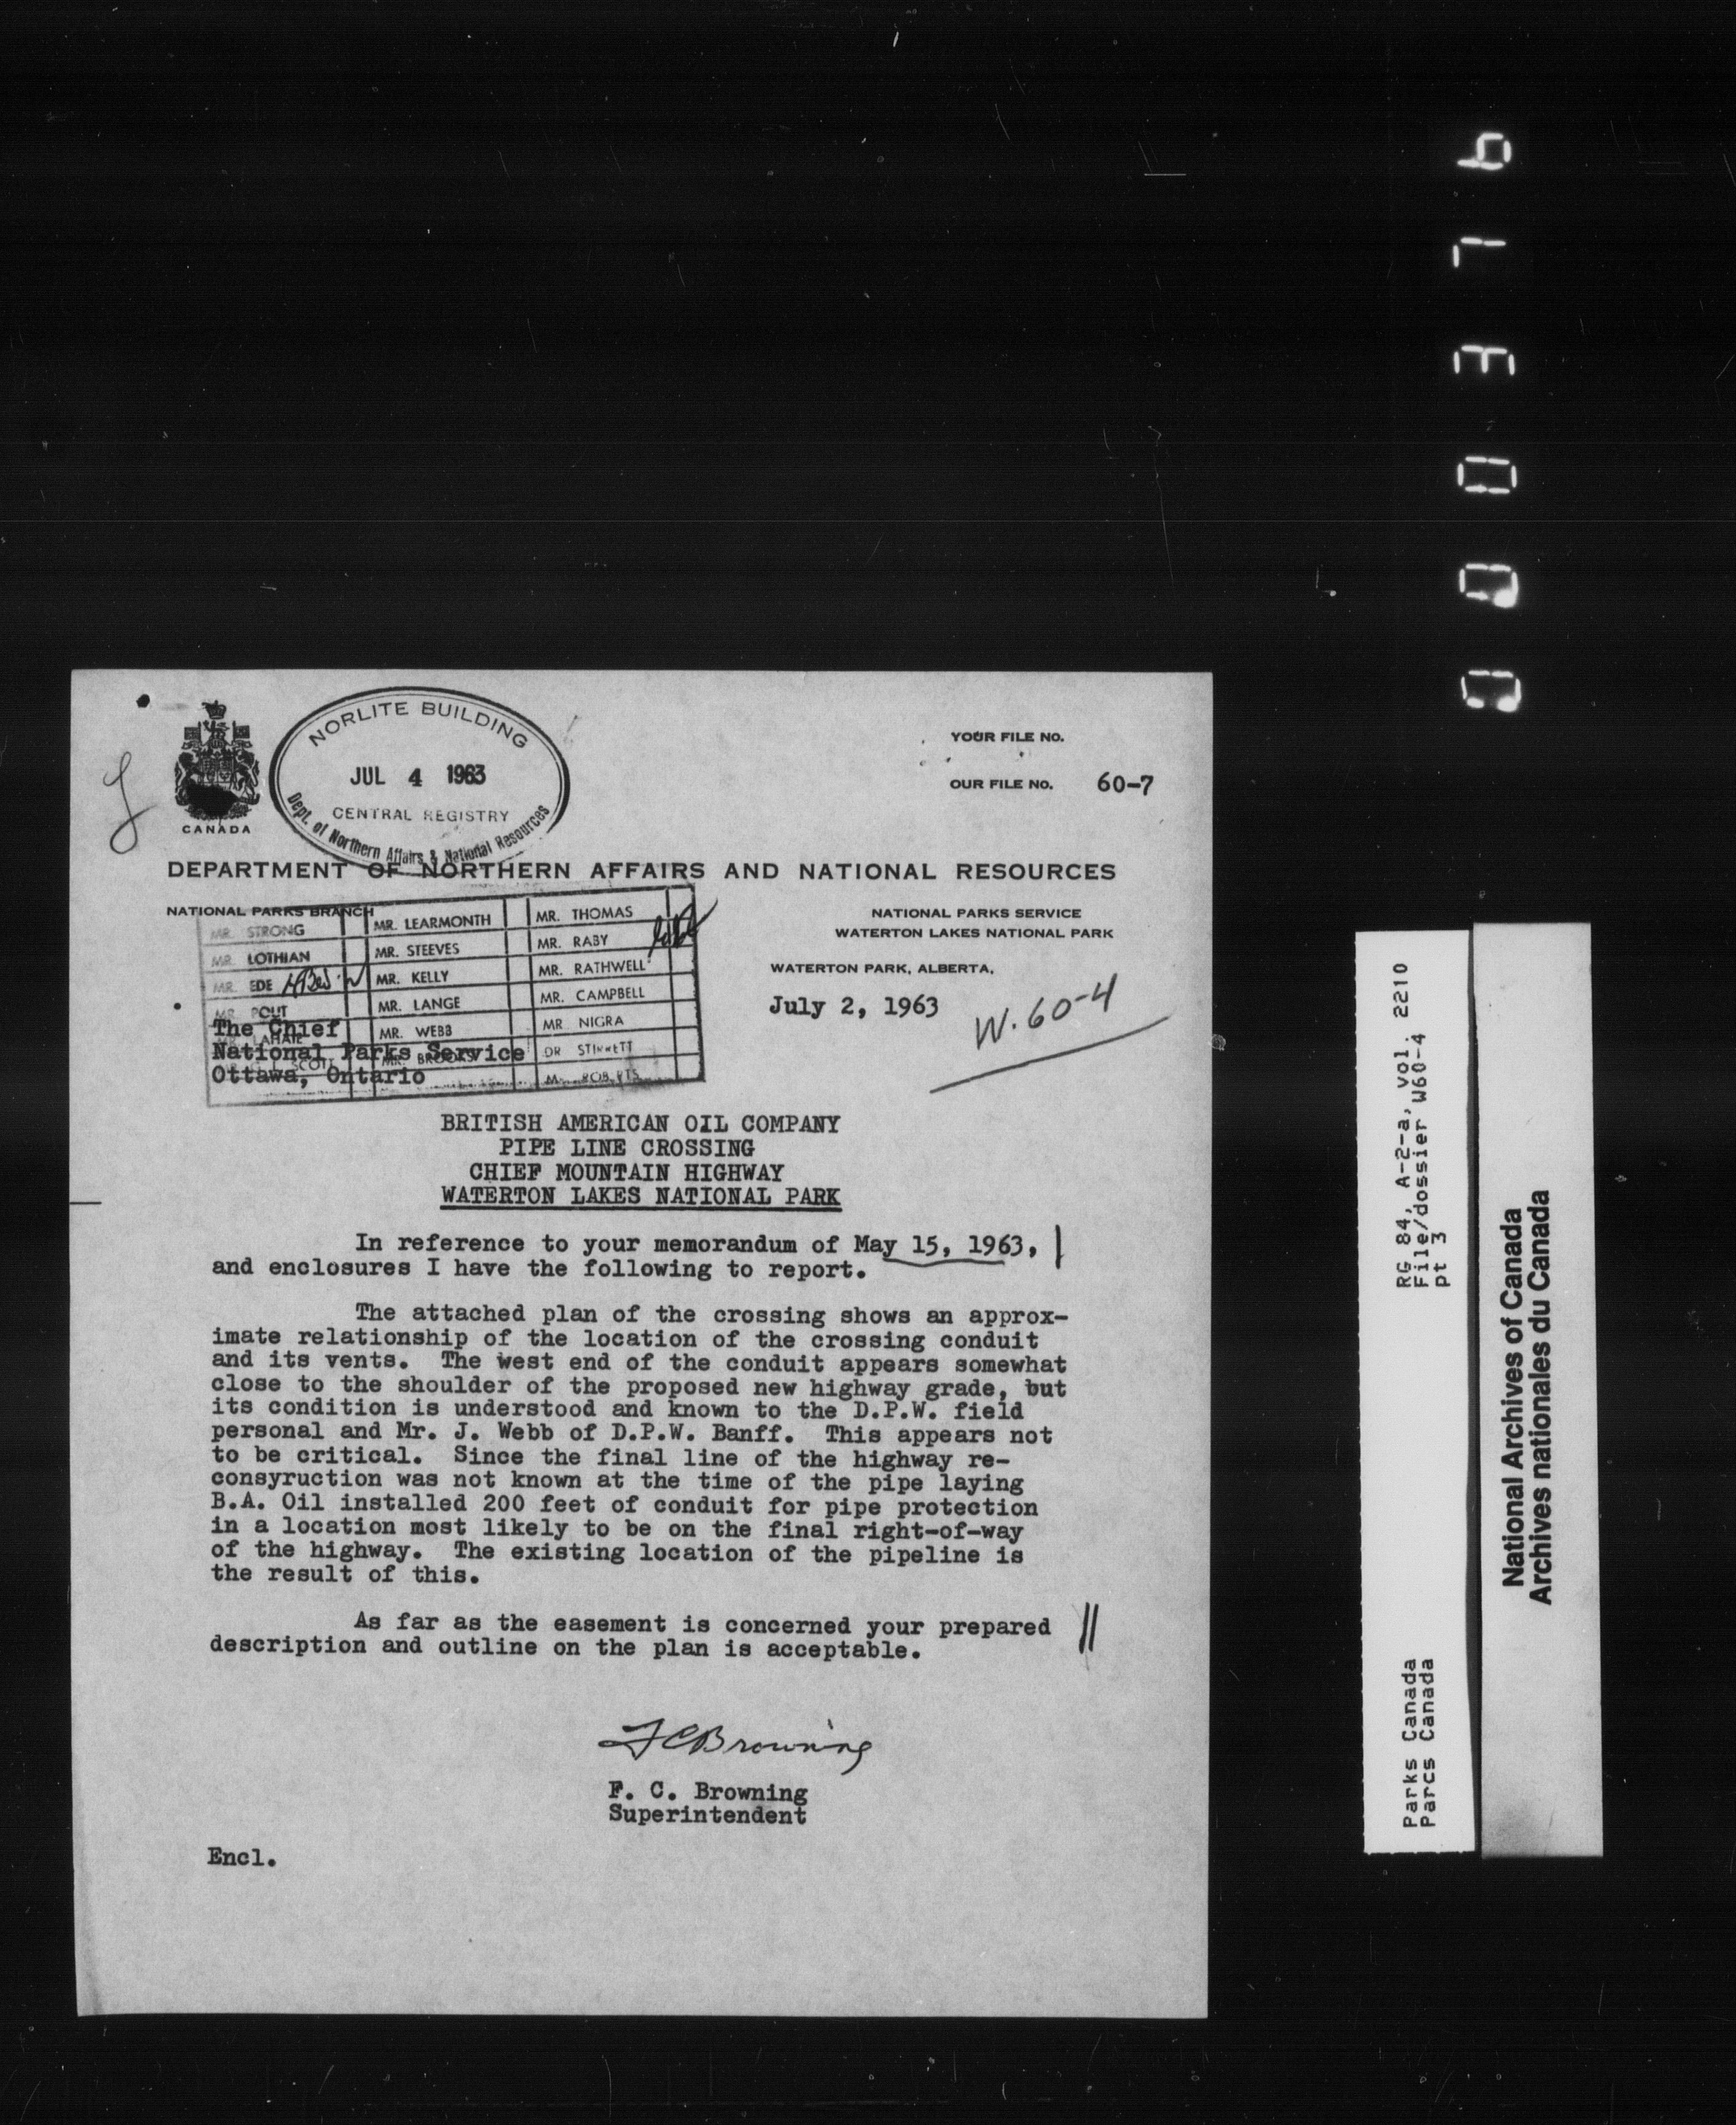 NORLITE BUILDING
JUL 4 1963
CENTRAL REGISTRY
Dept. of Northern Affairs & National Resources
CANADA
YOUR FILE NO.
OUR FILE NO. 60-7
DEPARTMENT OF NORTHERN AFFAIRS AND NATIONAL RESOURCES
NATIONAL PARKS BRANCH
MR. STRONG
MR. LOTHIAN
MR. EDE
MR. POUT
MR. LAHAIE
SCOTT
MR. LEARMONTH
MR. STEEVES
MR. KELLY
MR. LANGE
MR. WEBB
MR. BROOKS
MR. THOMAS
MR. RABY
MR. RATHWELL
MR. CAMPBELL
MR NIGRA
DR STIRRETT
ROBERTS
NATIONAL PARKS SERVICE
WATERTON LAKES NATIONAL PARK
WATERTON PARK, ALBERTA,
July 2, 1963
W.60-4
The Chief
National Parks Service
Ottawa, Ontario
BRITISH AMERICAN OIL COMPANY
PIPE LINE CROSSING
CHIEF MOUNTAIN HIGHWAY
WATERTON LAKES NATIONAL PARK
In reference to your memorandum of May 15, 1963,
and enclosures I have the following to report.
The attached plan of the crossing shows an approx-
imate relationship of the location of the crossing conduit
and its vents. The west end of the conduit appears somewhat
close to the shoulder of the proposed new highway grade, but
its condition is understood and known to the D.P.W. field
personal and Mr. J. Webb of D.P.W. Banff. This appears not
to be critical. Since the final line of the highway re-
consyruction was not known at the time of the pipe laying
B.A. Oil installed 200 feet of conduit for pipe protection
in a location most likely to be on the final right-of-way
of the highway. The existing location of the pipeline is
the result of this.
As far as the easement is concerned your prepared
description and outline on the plan is acceptable.
F C Browning
F. C. Browning
Superintendent
Encl.
RG 84, A-2-a, vol. 2210
File/dossier W60-4
pt 3
Parks Canada
Parcs Canada
National Archives of Canada
Archives nationales du Canada